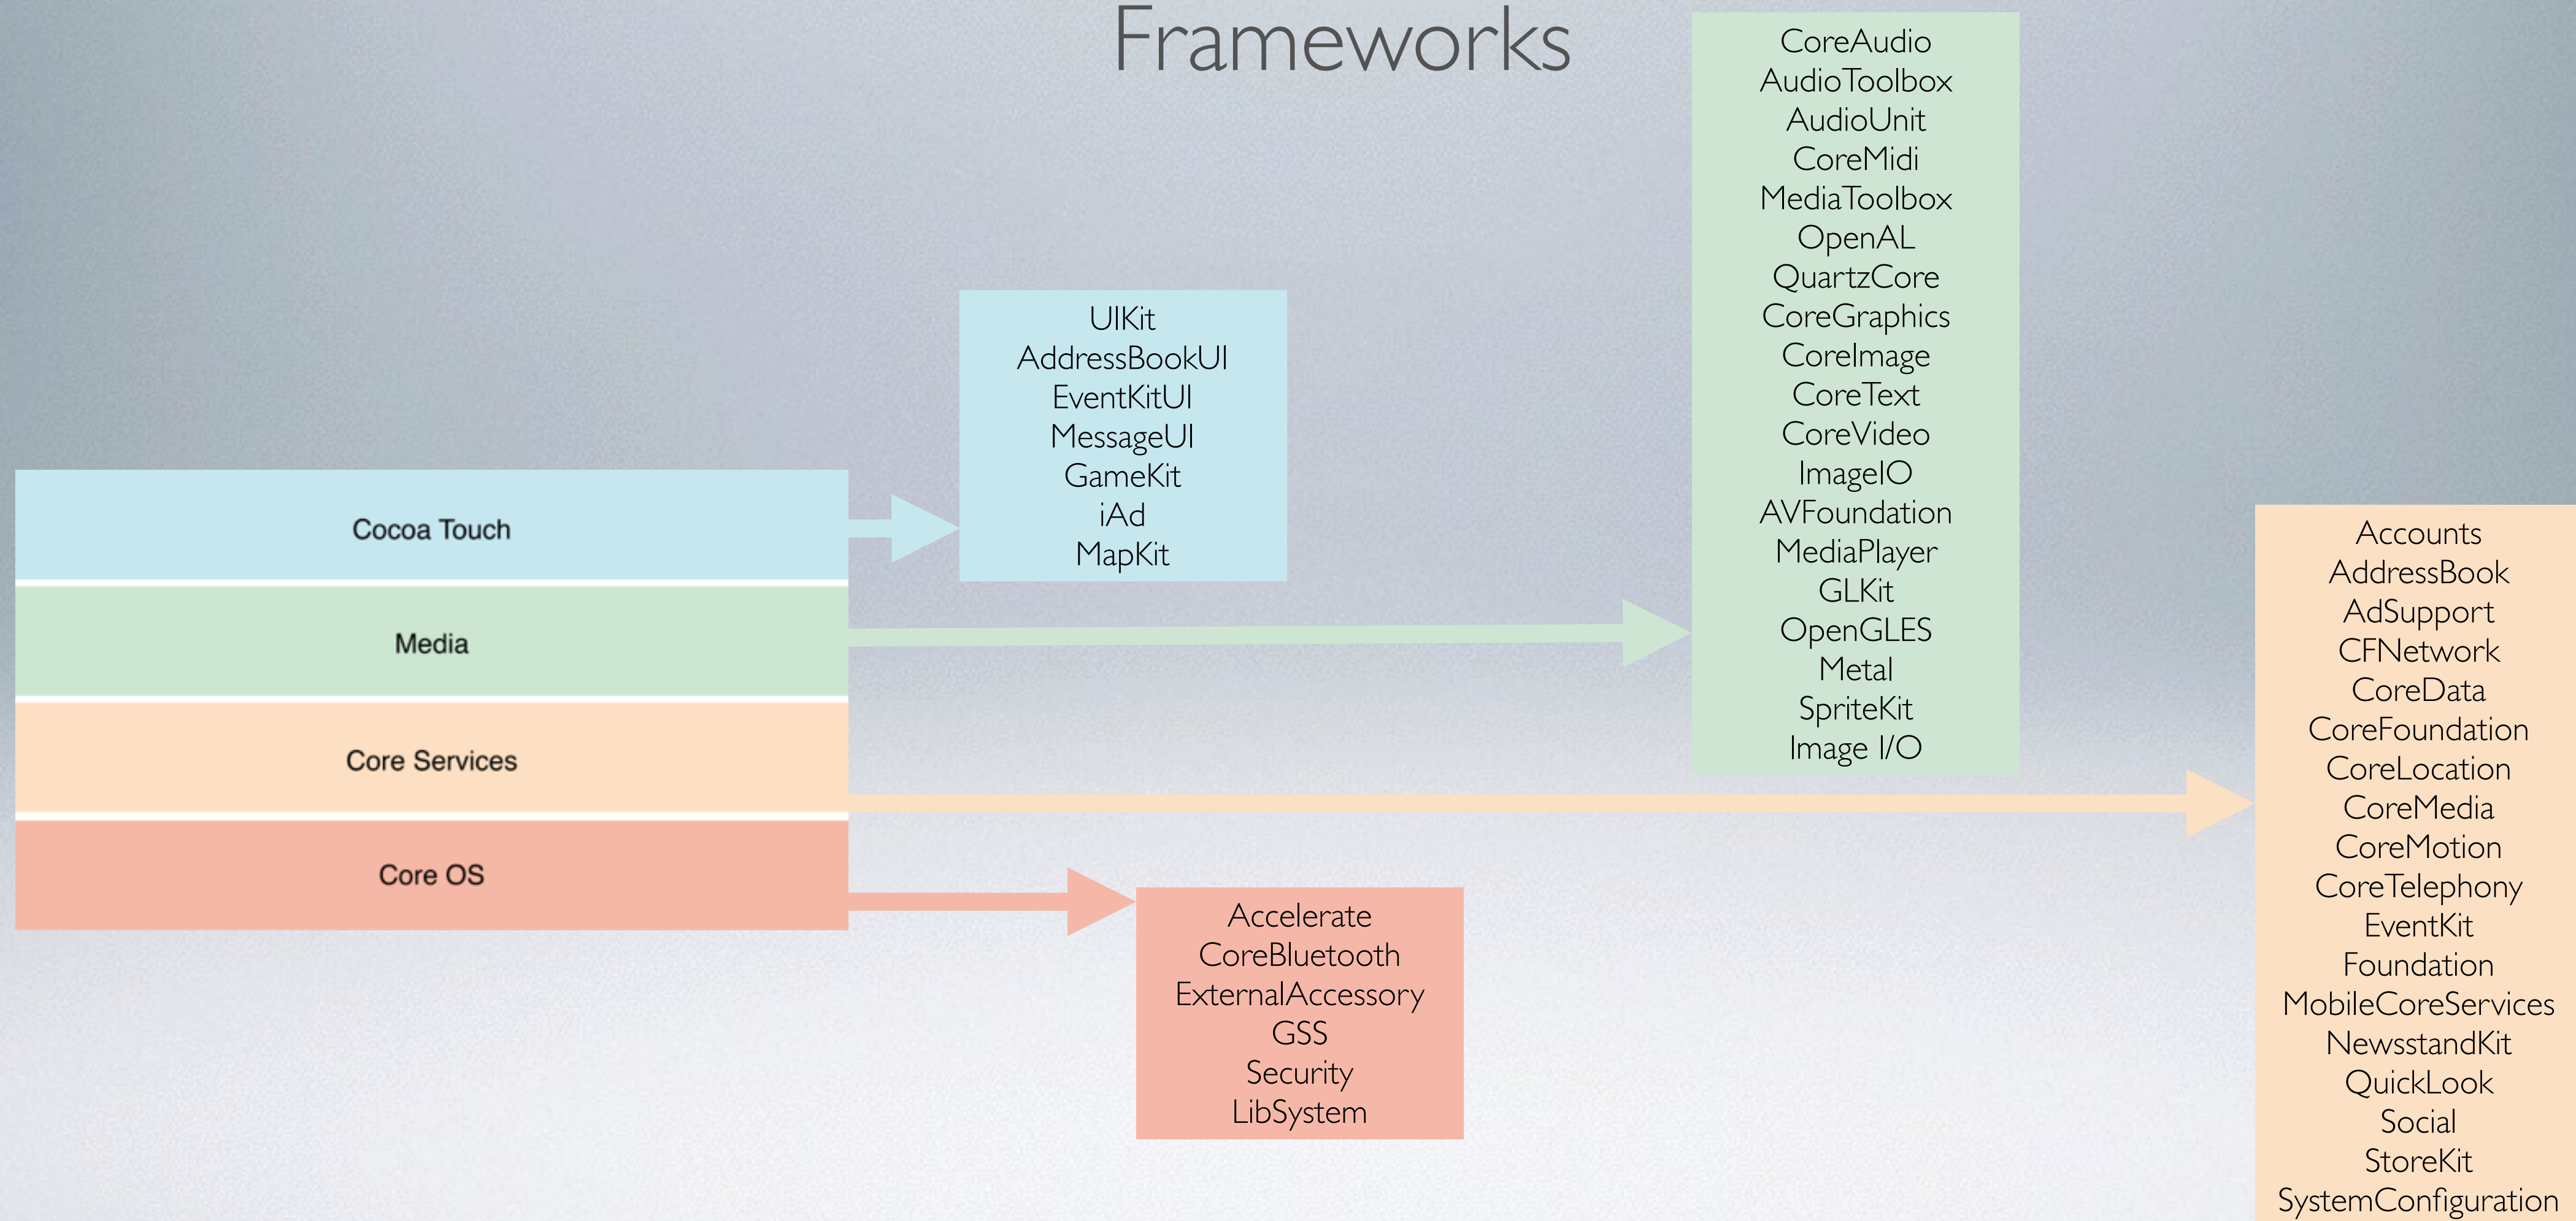 Frameworks
Cocoa Touch
Media
Core Services
Core OS
UIKit
AddressBookUI
EventKitUI
MessageUI
GameKit
iAd
MapKit
CoreAudio
AudioToolbox
AudioUnit
CoreMidi
MediaToolbox
OpenAL
QuartzCore
CoreGraphics
CoreImage
CoreText
CoreVideo
ImageIO
AVFoundation
MediaPlayer
GLKit
OpenGLES
Metal
SpriteKit
Image I/O
Accounts
AddressBook
AdSupport
CFNetwork
CoreData
CoreFoundation
CoreLocation
CoreMedia
CoreMotion
CoreTelephony
EventKit
Foundation
MobileCoreServices
NewsstandKit
QuickLook
Social
StoreKit
SystemConfiguration
Accelerate
CoreBluetooth
ExternalAccessory
GSS
Security
LibSystem